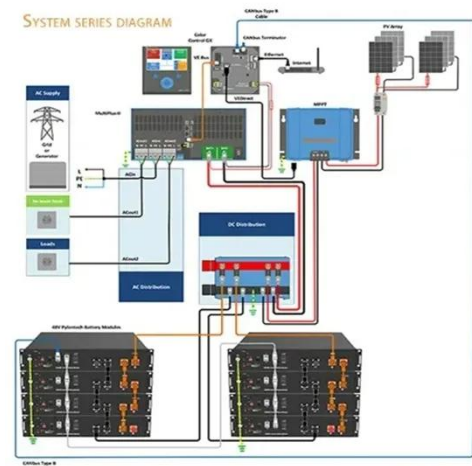 SYSTEM SERIES DIAGRAM
CANbus Type B
Cable
Color
Control GX
CANbus Terminator
PV Array
Ethernet
Internet
VE.Bus
VE.Direct
AC Supply
MultiPlus-II
MPPT
Grid
or
Generator
L
PE
N
ACin
ACout1
Loads
DC Distribution
ACout2
AC Distribution
48V Pylontech Battery Modules
CANbus Type B